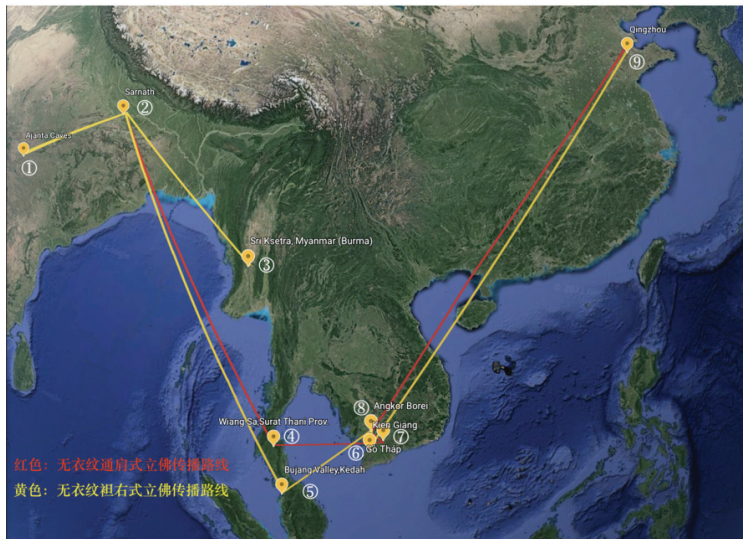 Qingzhou
⑨
Sarnath
②
Ajanta Caves
①
Sri Ksetra, Myanmar (Burma)
③
⑧
Angkor Borei
Wiang Sa,Surat Thani Prov
④
Kien Giang
⑦
⑥
Go Thap
红色：无衣纹通肩式立佛传播路线
Bujang Valley,Kedah
黄色：无衣纹袒右式立佛传播路线
⑤